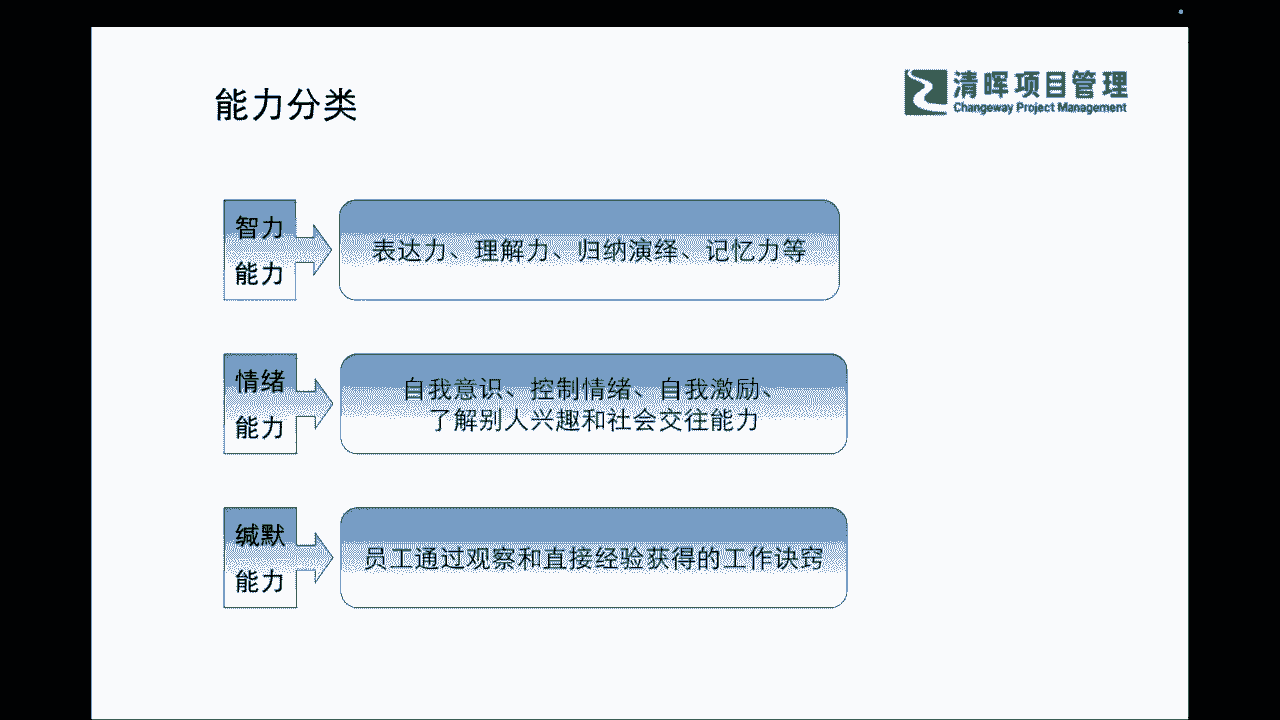 能力分类
清晖项目管理
Changeway Project Management
智力
能力
表达力、理解力、归纳演绎、记忆力等
情绪
能力
自我意识、控制情绪、自我激励、
了解别人兴趣和社会交往能力
缄默
能力
员工通过观察和直接经验获得的工作诀窍